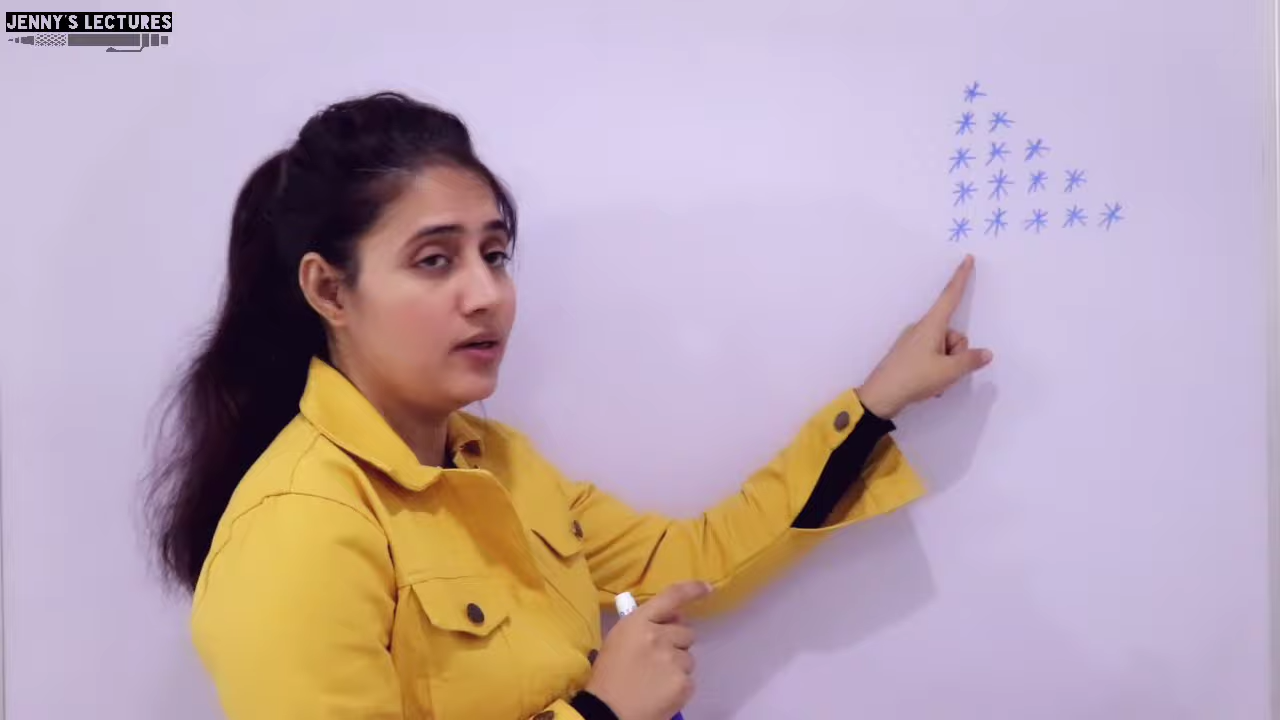 JENNY'S LECTURES
*
* *
* * *
* * * *
* * * * *